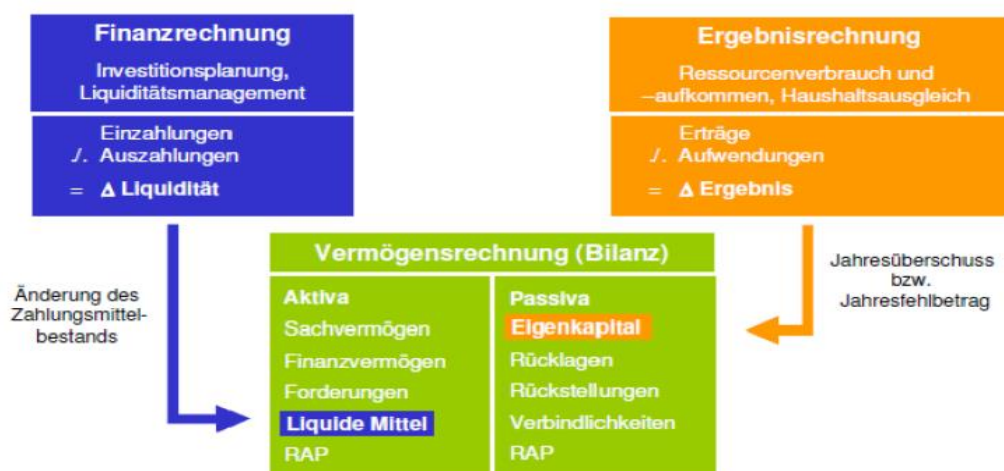 Finanzrechnung
Investitionsplanung,
Liquiditätsmanagement
Einzahlungen
./. Auszahlungen
= Δ Liquidität
Ergebnisrechnung
Ressourcenverbrauch und
–aufkommen, Haushaltsausgleich
Erträge
./. Aufwendungen
= Δ Ergebnis
Änderung des
Zahlungsmittel-
bestands
Vermögensrechnung (Bilanz)
Aktiva
Sachvermögen
Finanzvermögen
Forderungen
Liquide Mittel
RAP
Passiva
Eigenkapital
Rücklagen
Rückstellungen
Verbindlichkeiten
RAP
Jahresüberschuss
bzw.
Jahresfehlbetrag